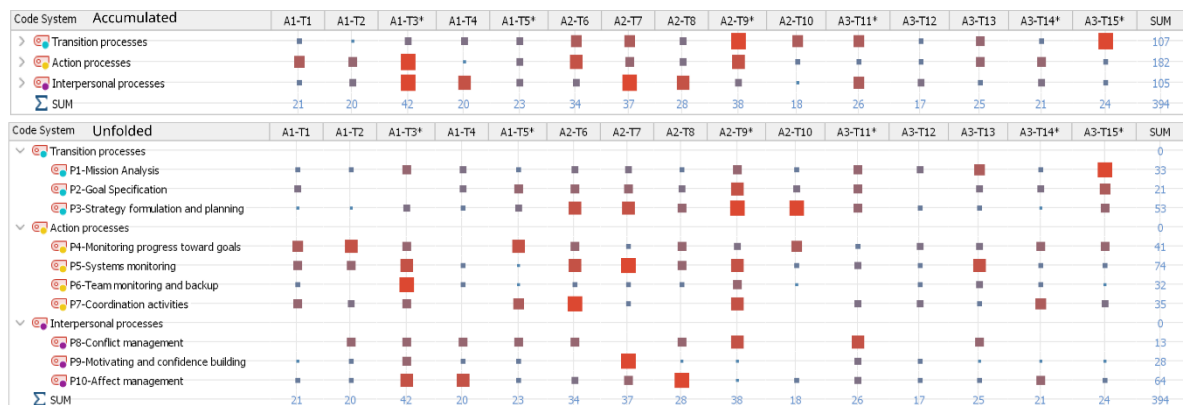 Code System Accumulated A1-T1 A1-T2 A1-T3* A1-T4 A1-T5* A2-T6 A2-T7 A2-T8 A2-T9* A2-T10 A3-T11* A3-T12 A3-T13 A3-T14* A3-T15* SUM
Transition processes 107
Action processes 182
Interpersonal processes 105
∑ SUM 21 20 42 20 23 34 37 28 38 18 26 17 25 21 24 394
Code System Unfolded A1-T1 A1-T2 A1-T3* A1-T4 A1-T5* A2-T6 A2-T7 A2-T8 A2-T9* A2-T10 A3-T11* A3-T12 A3-T13 A3-T14* A3-T15* SUM
Transition processes 0
P1-Mission Analysis 33
P2-Goal Specification 21
P3-Strategy formulation and planning 53
Action processes 0
P4-Monitoring progress toward goals 41
P5-Systems monitoring 74
P6-Team monitoring and backup 32
P7-Coordination activities 35
Interpersonal processes 0
P8-Conflict management 13
P9-Motivating and confidence building 28
P10-Affect management 64
∑ SUM 21 20 42 20 23 34 37 28 38 18 26 17 25 21 24 394